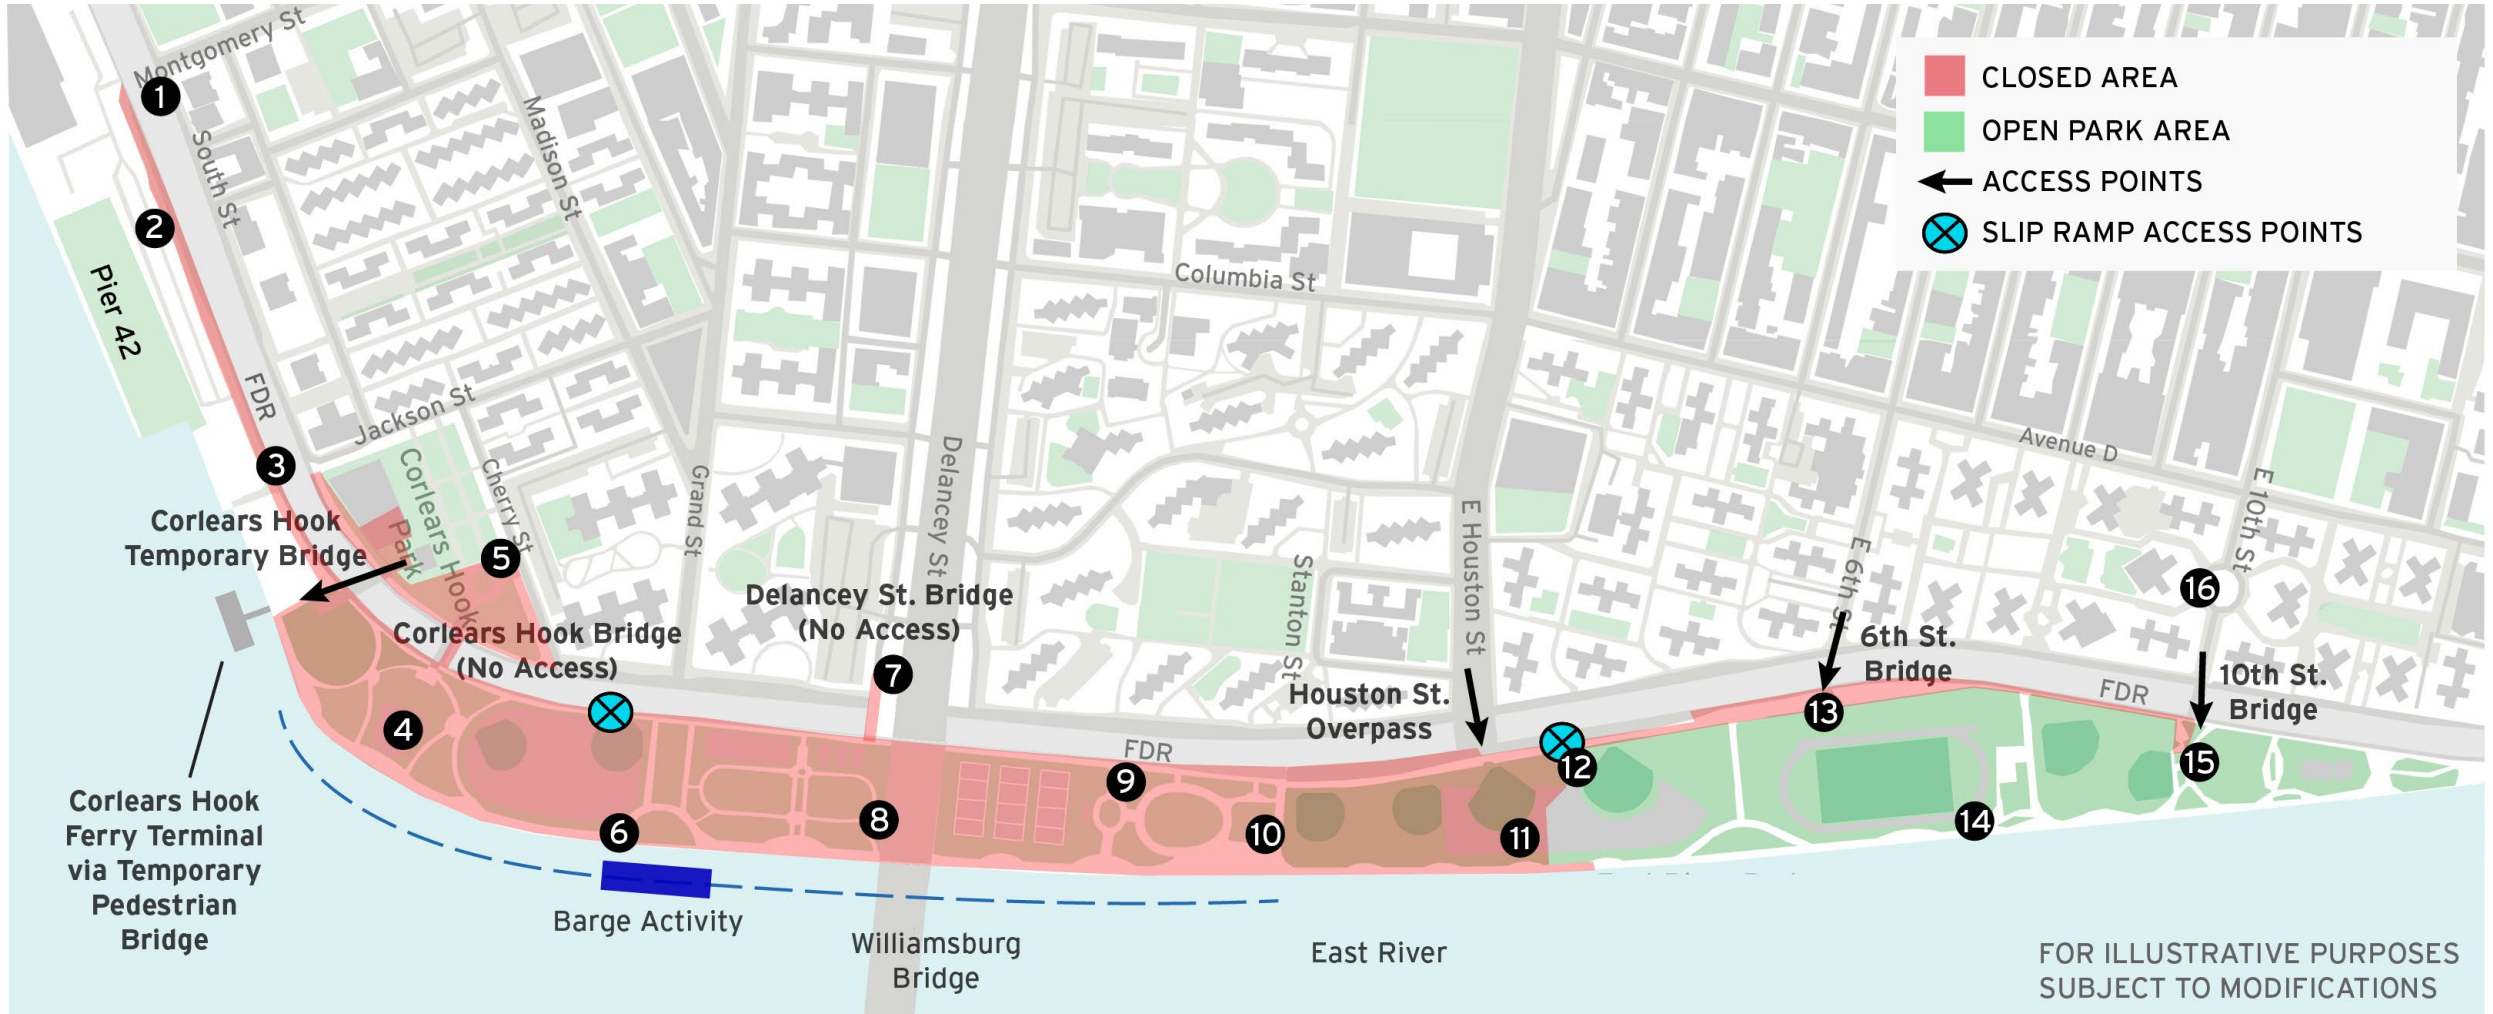 Montgomery St
1
South St
2
Madison St
Pier 42
FDR
3
Jackson St
Corlears Hook
Park
Cherry St
Corlears Hook
Temporary Bridge
5
Corlears Hook
Grand St
Delancey St
Columbia St
CLOSED AREA
OPEN PARK AREA
ACCESS POINTS
SLIP RAMP ACCESS POINTS
Avenue D
E 10th St
E 6th St
E Houston St
Stanton St
16
Delancey St. Bridge
(No Access)
7
Corlears Hook Bridge
(No Access)
Houston St.
Overpass
6th St.
Bridge
10th St.
Bridge
FDR
FDR
4
6
8
9
10
11
12
13
14
15
Corlears Hook
Ferry Terminal
via Temporary
Pedestrian
Bridge
Barge Activity
Williamsburg
Bridge
East River
FOR ILLUSTRATIVE PURPOSES
SUBJECT TO MODIFICATIONS